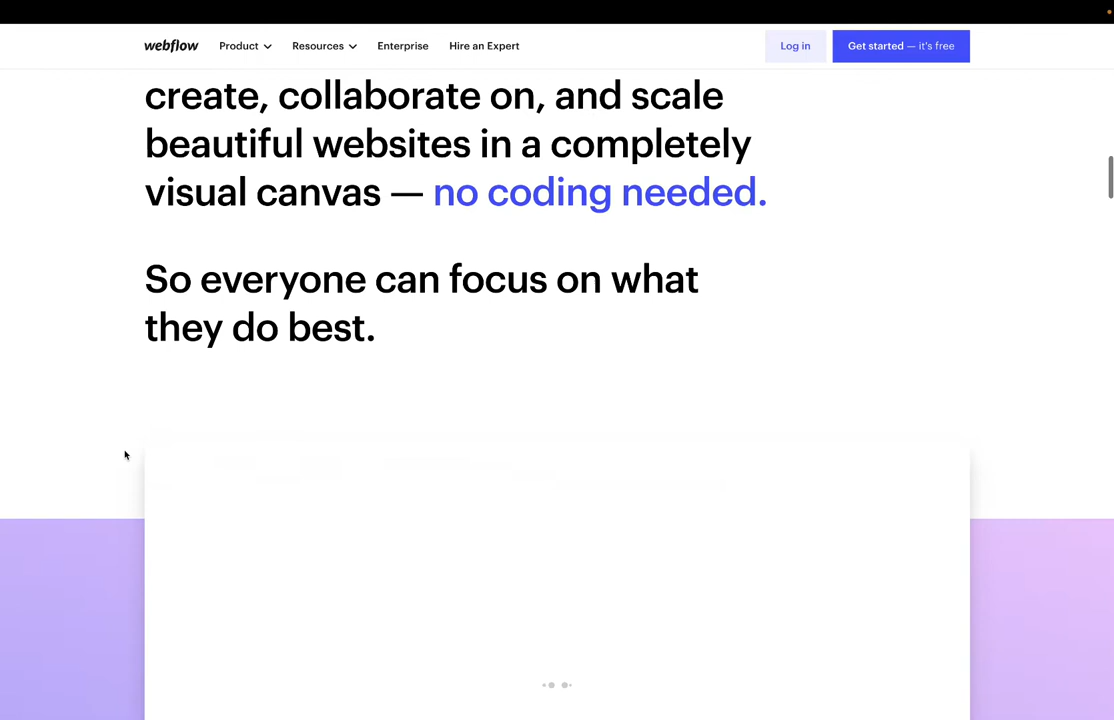 webflow Product Resources Enterprise Hire an Expert Log in Get started — it's free
create, collaborate on, and scale
beautiful websites in a completely
visual canvas — no coding needed.
So everyone can focus on what
they do best.